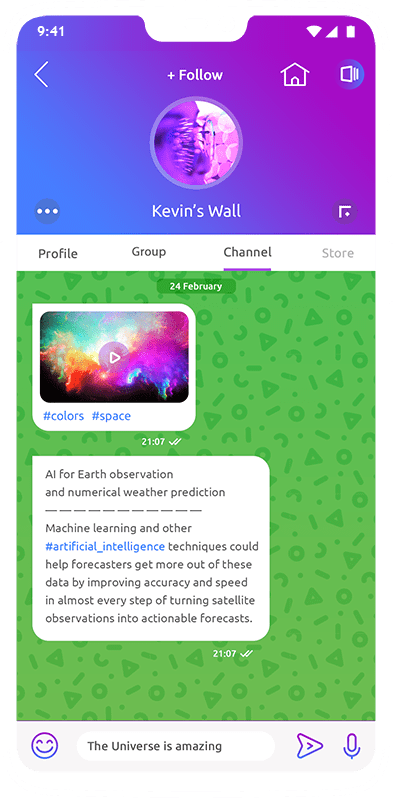 9:41
+ Follow
Kevin’s Wall
Profile Group Channel Store
24 February
#colors #space
21:07
AI for Earth observation
and numerical weather prediction
— — — — — — — — — — —
Machine learning and other
#artificial_intelligence techniques could
help forecasters get more out of these
data by improving accuracy and speed
in almost every step of turning satellite
observations into actionable forecasts.
21:07
The Universe is amazing